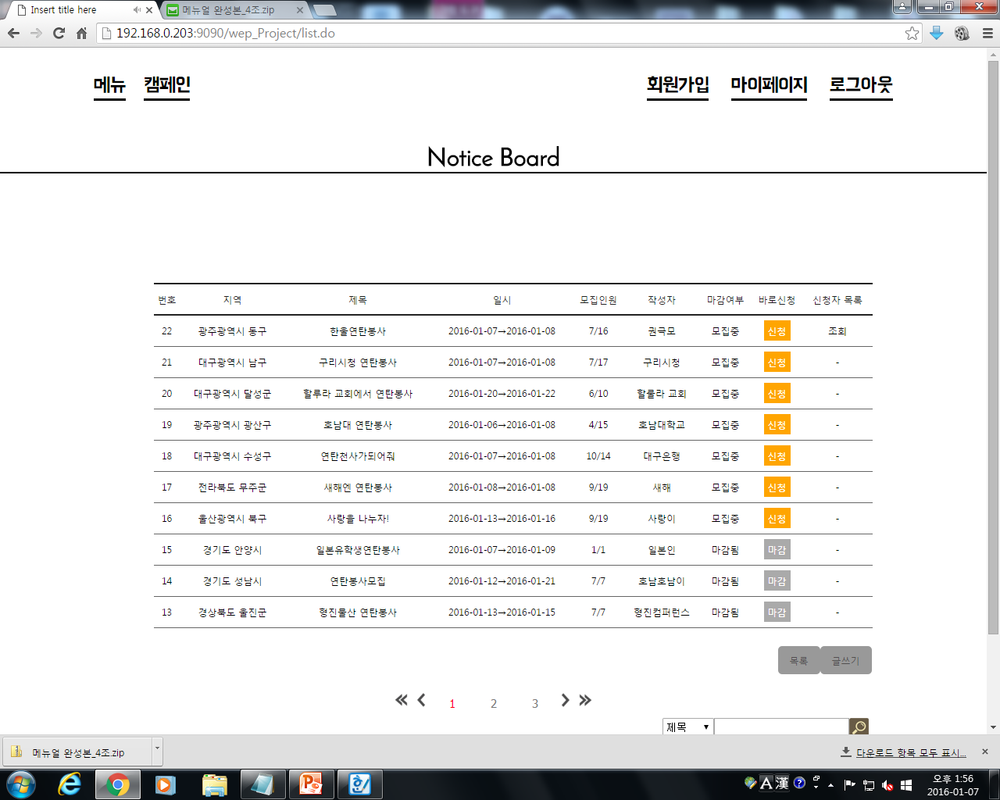 Insert title here
메뉴얼 완성본_4조.zip
192.168.0.203:9090/wep_Project/list.do
메뉴 캠페인 회원가입 마이페이지 로그아웃
Notice Board
번호 지역 제목 일시 모집인원 작성자 마감여부 바로신청 신청자 목록
22 광주광역시 동구 한울연탄봉사 2016-01-07→2016-01-08 7/16 권극모 모집중 신청 조회
21 대구광역시 남구 구리시청 연탄봉사 2016-01-07→2016-01-08 7/17 구리시청 모집중 신청 -
20 대구광역시 달성군 할루라 교회에서 연탄봉사 2016-01-20→2016-01-22 6/10 할룰라 교회 모집중 신청 -
19 광주광역시 광산구 호남대 연탄봉사 2016-01-06→2016-01-08 4/15 호남대학교 모집중 신청 -
18 대구광역시 수성구 연탄천사가되어줘 2016-01-07→2016-01-08 10/14 대구은행 모집중 신청 -
17 전라북도 무주군 새해엔 연탄봉사 2016-01-08→2016-01-08 9/19 새해 모집중 신청 -
16 울산광역시 북구 사랑을 나누자! 2016-01-13→2016-01-16 9/19 사랑이 모집중 신청 -
15 경기도 안양시 일본유학생연탄봉사 2016-01-07→2016-01-09 1/1 일본인 마감됨 마감 -
14 경기도 성남시 연탄봉사모집 2016-01-12→2016-01-21 7/7 호남호남이 마감됨 마감 -
13 경상북도 울진군 형진물산 연탄봉사 2016-01-13→2016-01-15 7/7 형진컴퍼런스 마감됨 마감 -
목록 글쓰기
1 2 3
제목
메뉴얼 완성본_4조.zip
다운로드 항목 모두 표시...
A 漢
오후 1:56
2016-01-07